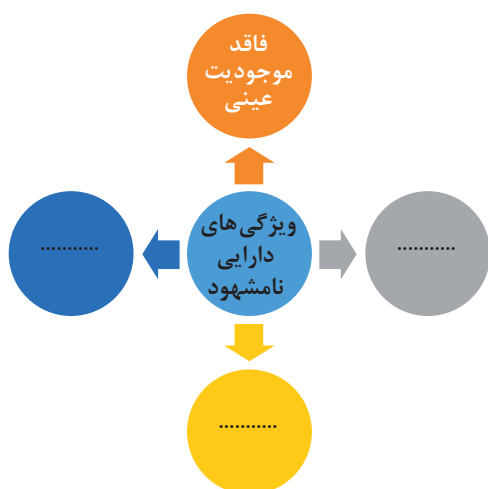 فاقد
موجودیت
عینی
ویژگی‌های
دارایی
نامشهود
...........
...........
...........